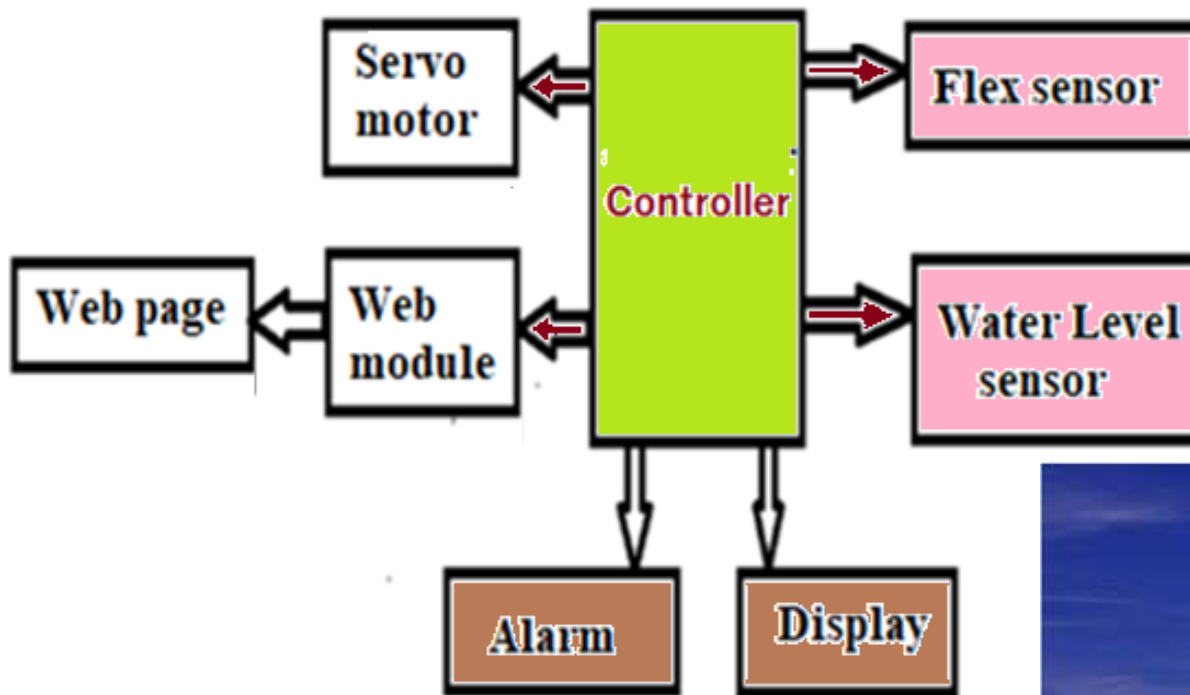 Servo
motor
Flex sensor
Controller
Web page
Web
module
Water Level
sensor
Alarm
Display